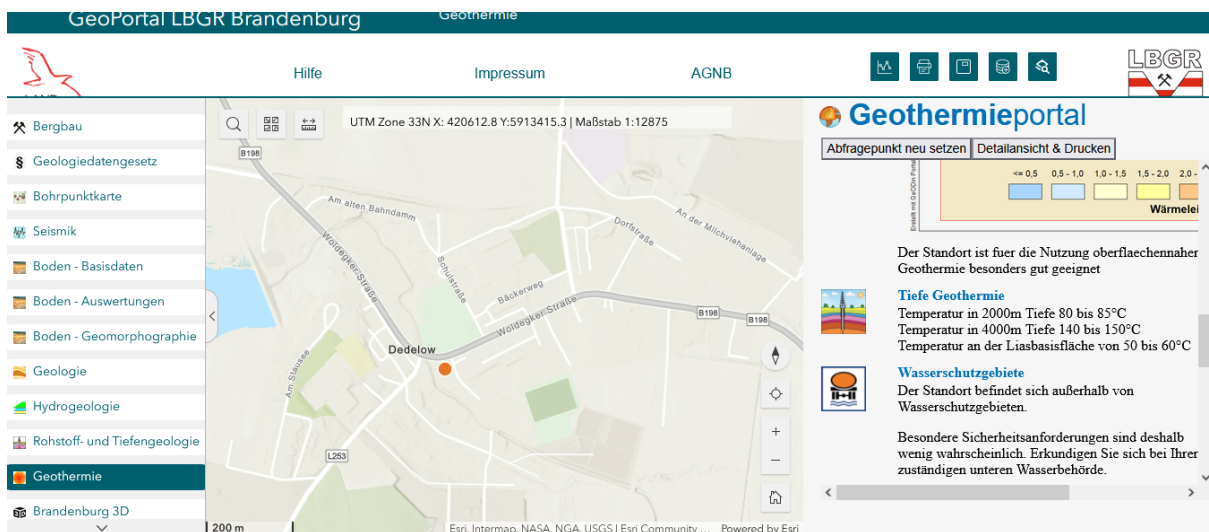 GeoPortal LBGR Brandenburg
Geothermie
Hilfe
Impressum
AGNB
LBGR
Bergbau
§ Geologiedatengesetz
Bohrpunktkarte
Seismik
Boden - Basisdaten
Boden - Auswertungen
Boden - Geomorphographie
Geologie
Hydrogeologie
Rohstoff- und Tiefengeologie
Geothermie
Brandenburg 3D
UTM Zone 33N X: 420612.8 Y:5913415.3 | Maßstab 1:12875
B198
Am alten Bahndamm
Woldegker Straße
Schulstraße
Bäckerweg
Woldegker Straße
Dorfstraße
An der Milchviehanlage
B198
B198
Dedelow
Am Stausee
L253
200 m
Esri, Intermap, NASA, NGA, USGS | Esri Community ...
Powered by Esri
Geothermieportal
Abfragepunkt neu setzen
Detailansicht & Drucken
Erstellt mit GeODin Portal
<= 0,5 0,5 - 1,0 1,0 - 1,5 1,5 - 2,0 2,0 -
Wärmelei
Der Standort ist fuer die Nutzung oberflaechennaher
Geothermie besonders gut geeignet
Tiefe Geothermie
Temperatur in 2000m Tiefe 80 bis 85°C
Temperatur in 4000m Tiefe 140 bis 150°C
Temperatur an der Liasbasisfläche von 50 bis 60°C
Wasserschutzgebiete
Der Standort befindet sich außerhalb von
Wasserschutzgebieten.
Besondere Sicherheitsanforderungen sind deshalb
wenig wahrscheinlich. Erkundigen Sie sich bei Ihrer
zuständigen unteren Wasserbehörde.